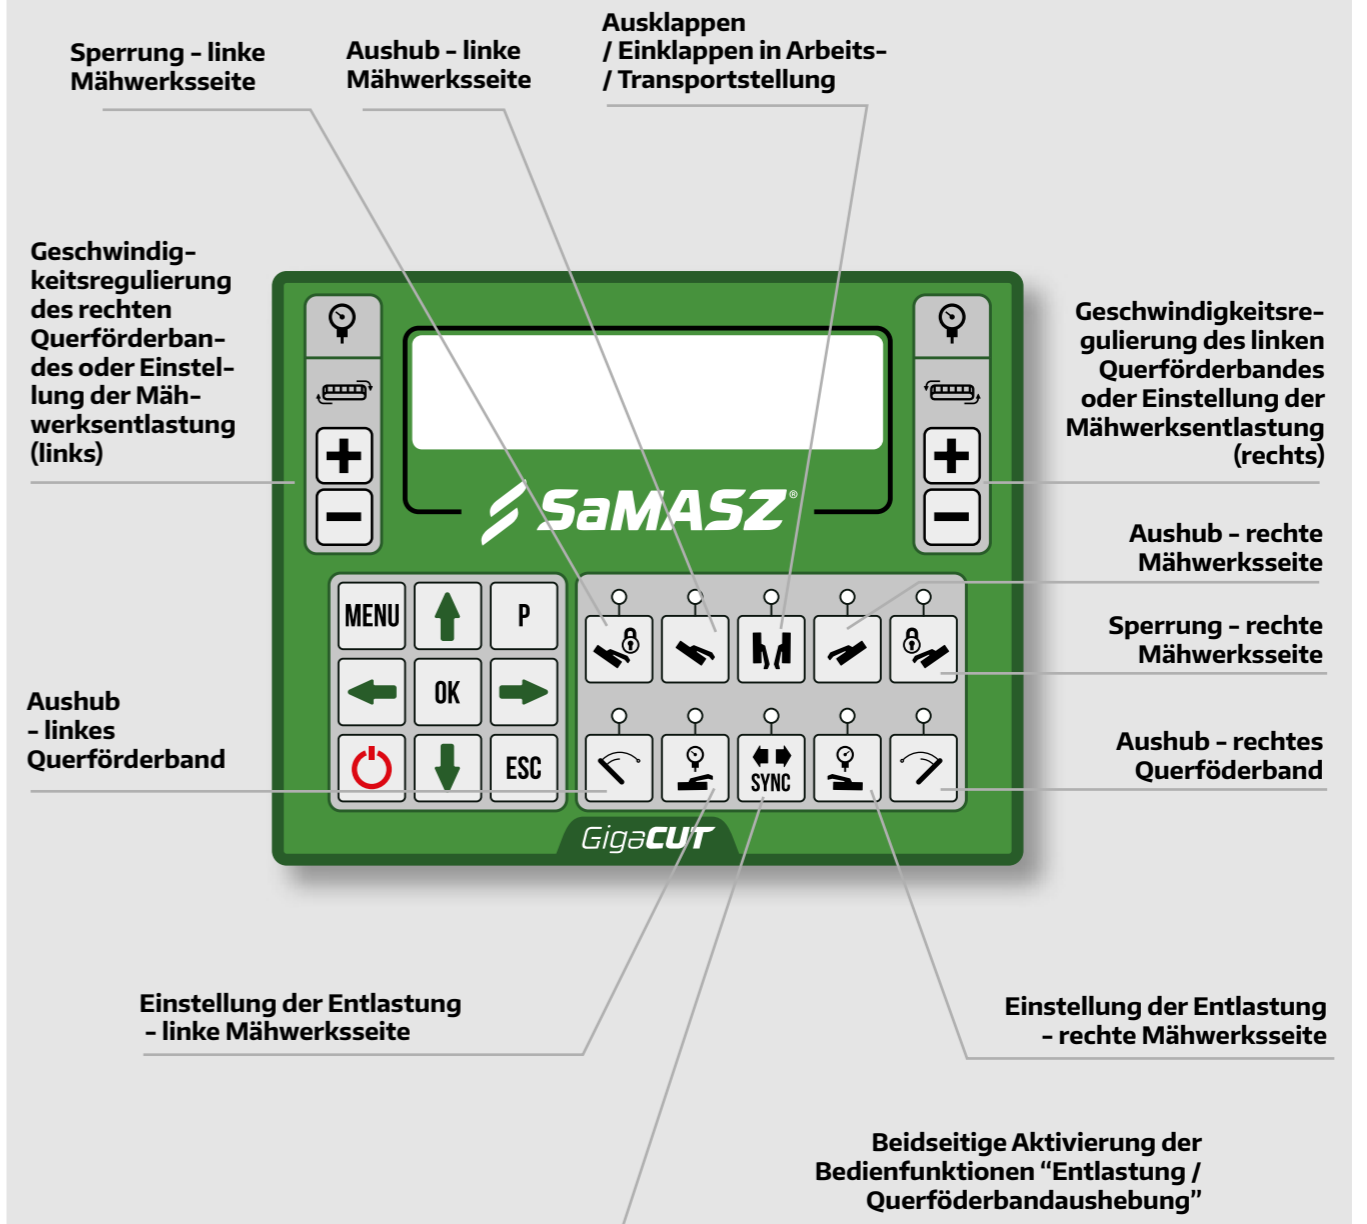 Sperrung - linke
Mähwerksseite
Aushub - linke
Mähwerksseite
Ausklappen
/ Einklappen in Arbeits-
/ Transportstellung
Geschwindig-
keitsregulierung
des rechten
Querförderban-
des oder Einstel-
lung der Mäh-
werksentlastung
(links)
Geschwindigkeitsre-
gulierung des linken
Querförderbandes
oder Einstellung der
Mähwerksentlastung
(rechts)
SaMASZ®
Aushub - rechte
Mähwerksseite
Sperrung - rechte
Mähwerksseite
Aushub - rechtes
Querföderband
Aushub
- linkes
Querförderband
MENU
P
OK
ESC
SYNC
GigaCUT
Einstellung der Entlastung
- linke Mähwerksseite
Einstellung der Entlastung
- rechte Mähwerksseite
Beidseitige Aktivierung der
Bedienfunktionen “Entlastung /
Querföderbandaushebung”